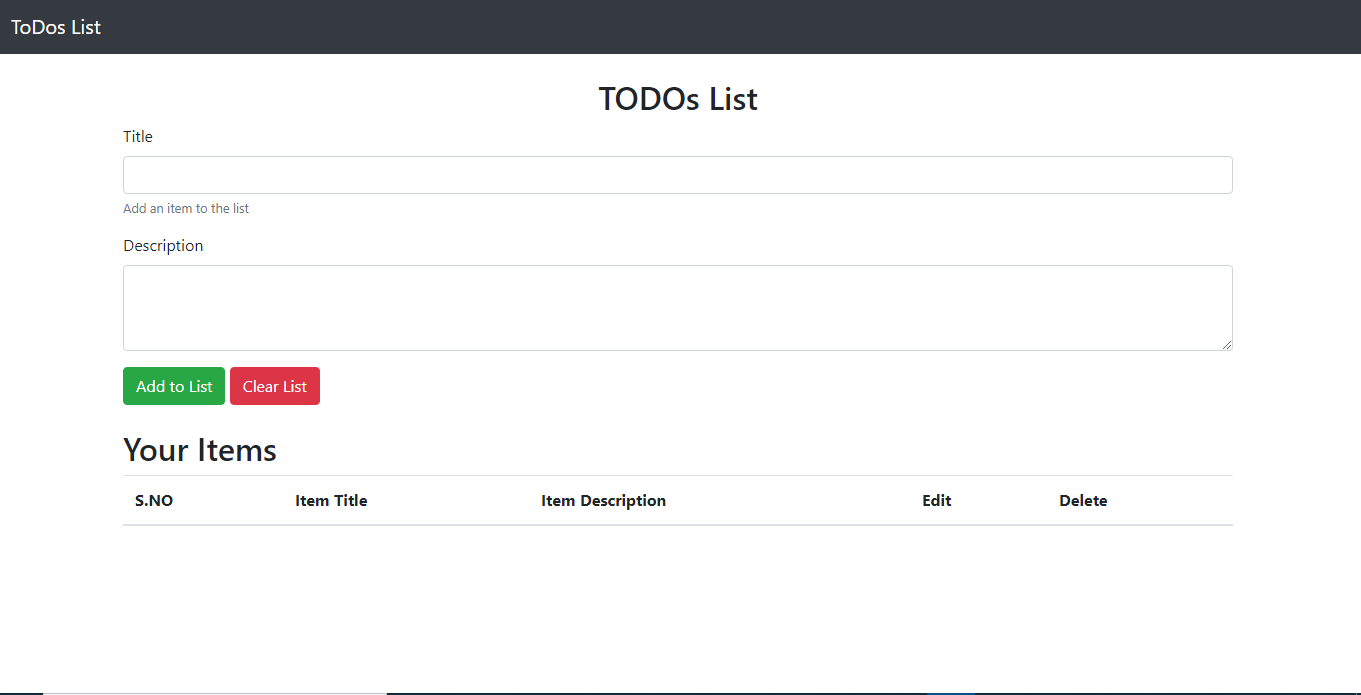 ToDos List
TODOs List
Title
Add an item to the list
Description
Add to List Clear List
Your Items
S.NO Item Title Item Description Edit Delete